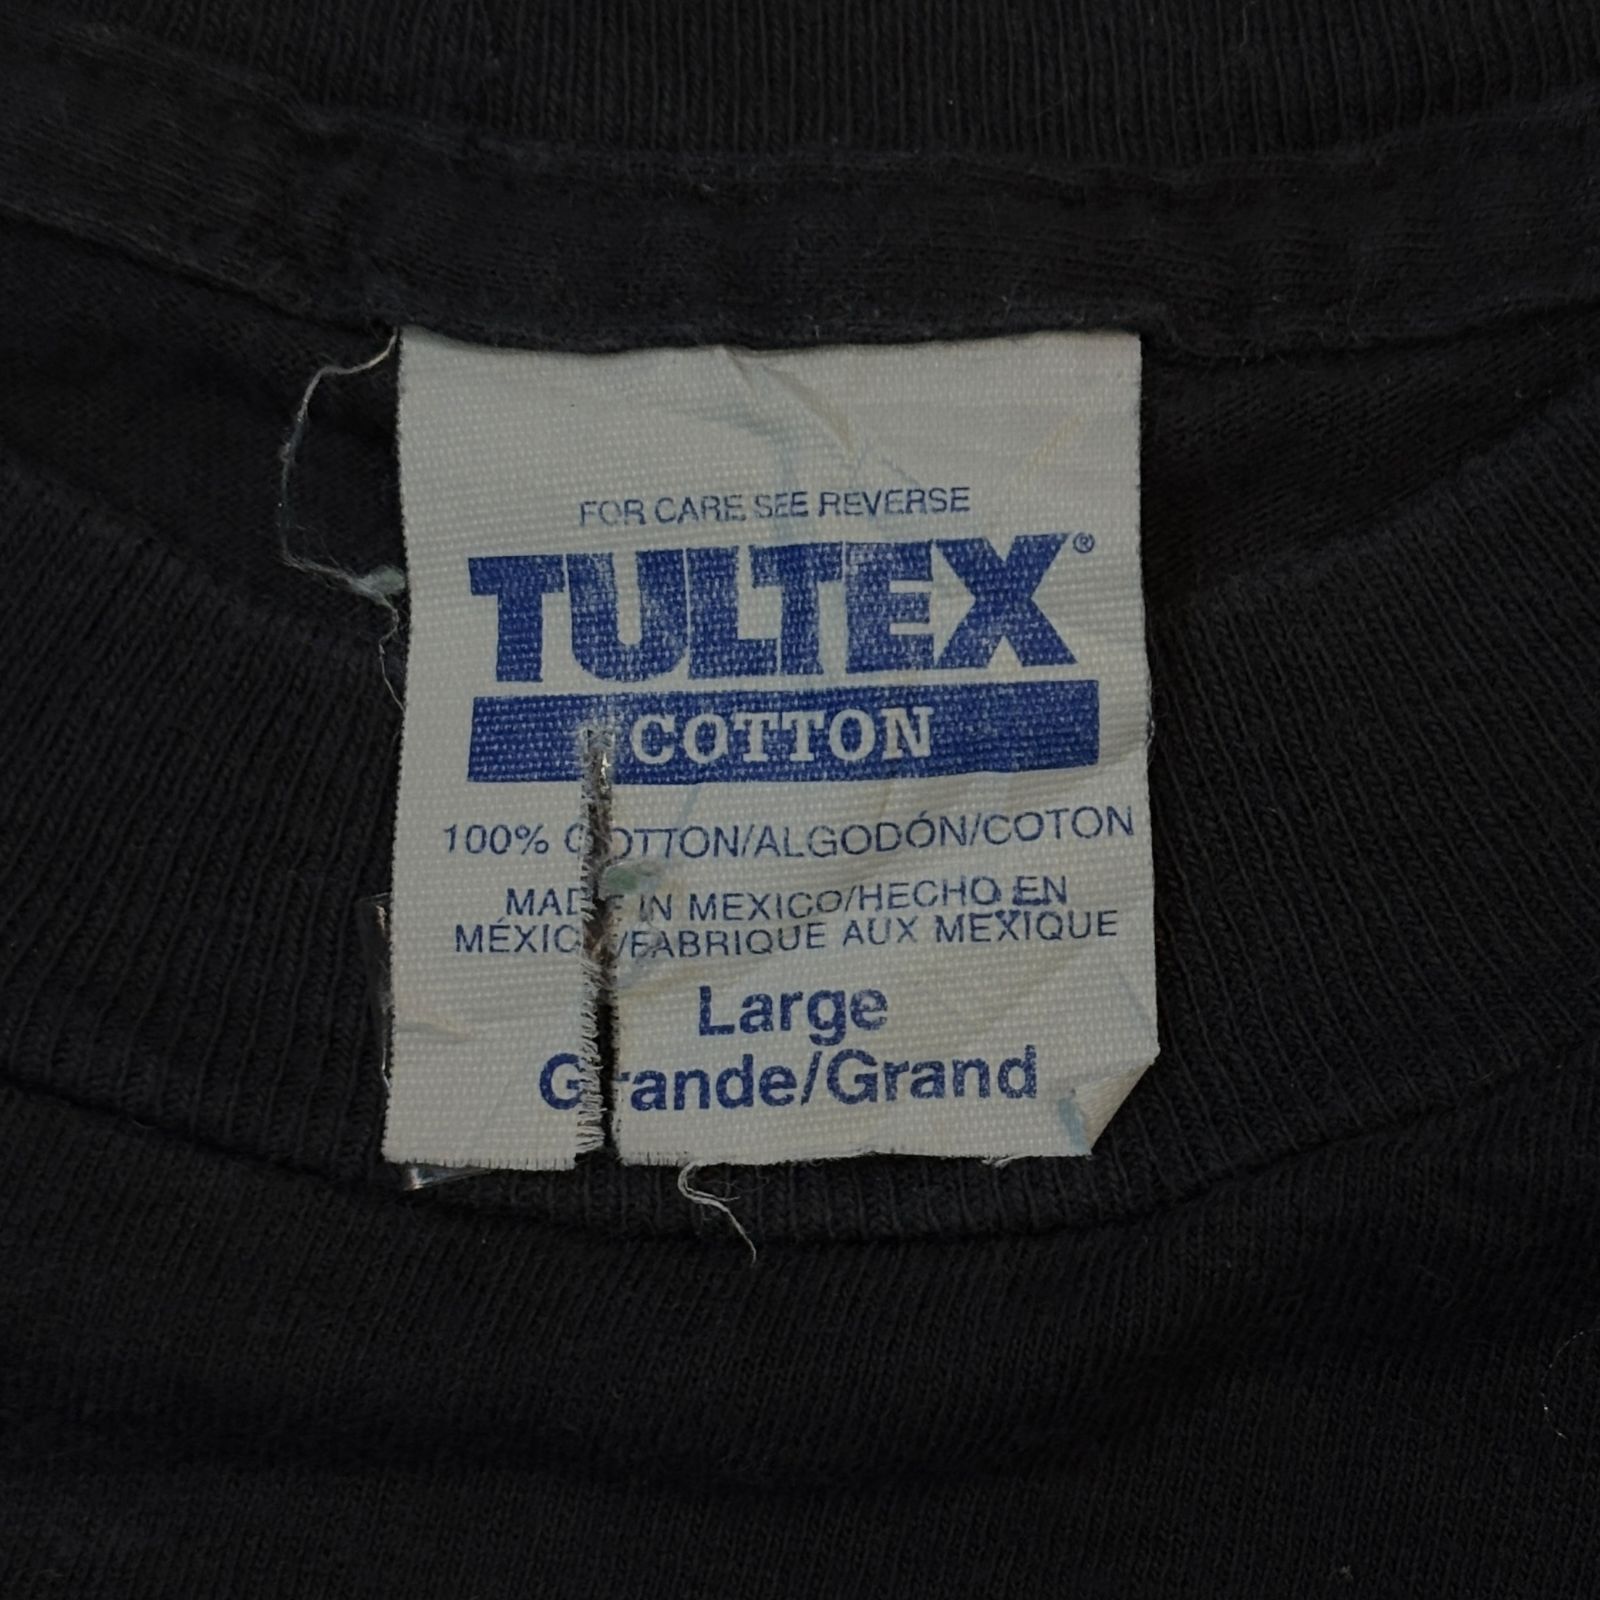 FOR CARE SEE REVERSE
TULTEX®
COTTON
100% COTTON/ALGODÓN/COTON
MADE IN MEXICO/HECHO EN
MÉXICO/FABRIQUE AUX MEXIQUE
Large
Grande/Grand